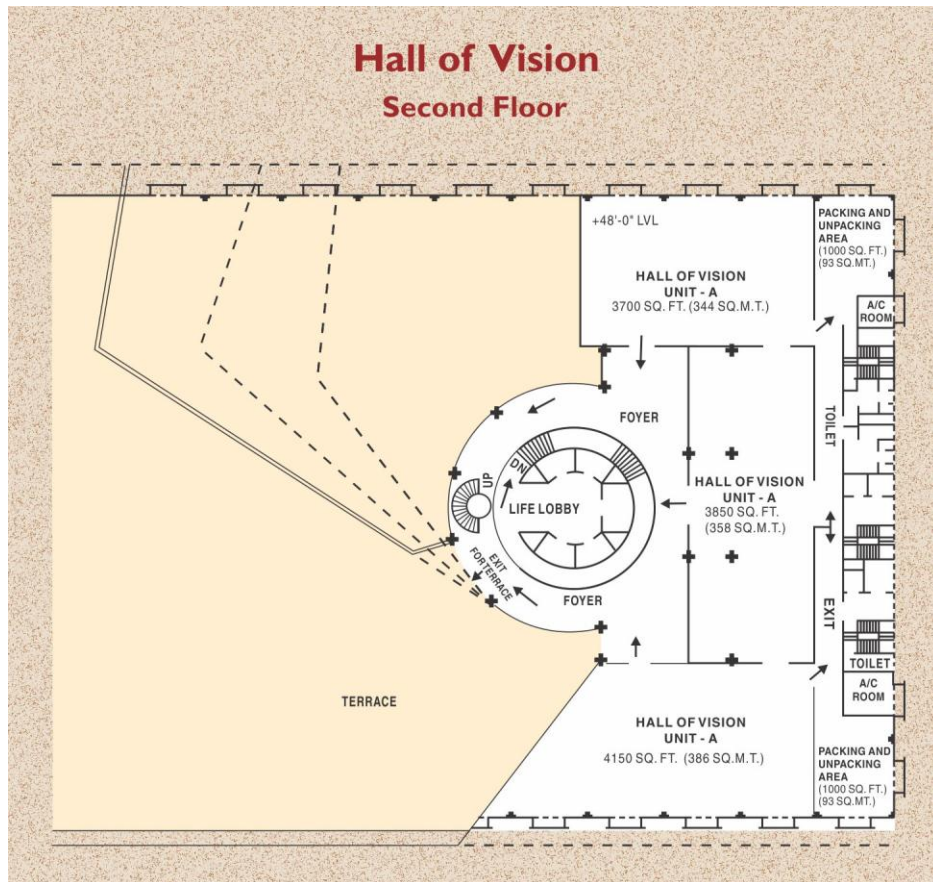 Hall of Vision
Second Floor
+48'-0" LVL
PACKING AND
UNPACKING
AREA
(1000 SQ. FT.)
(93 SQ.MT.)
HALL OF VISION
UNIT - A
3700 SQ. FT. (344 SQ.M.T.)
A/C
ROOM
FOYER
TOILET
DN
UP
LIFE LOBBY
HALL OF VISION
UNIT - A
3850 SQ. FT.
(358 SQ.M.T.)
EXIT
FORTERRACE
FOYER
EXIT
TOILET
A/C
ROOM
TERRACE
HALL OF VISION
UNIT - A
4150 SQ. FT. (386 SQ.M.T.)
PACKING AND
UNPACKING
AREA
(1000 SQ. FT.)
(93 SQ.MT.)